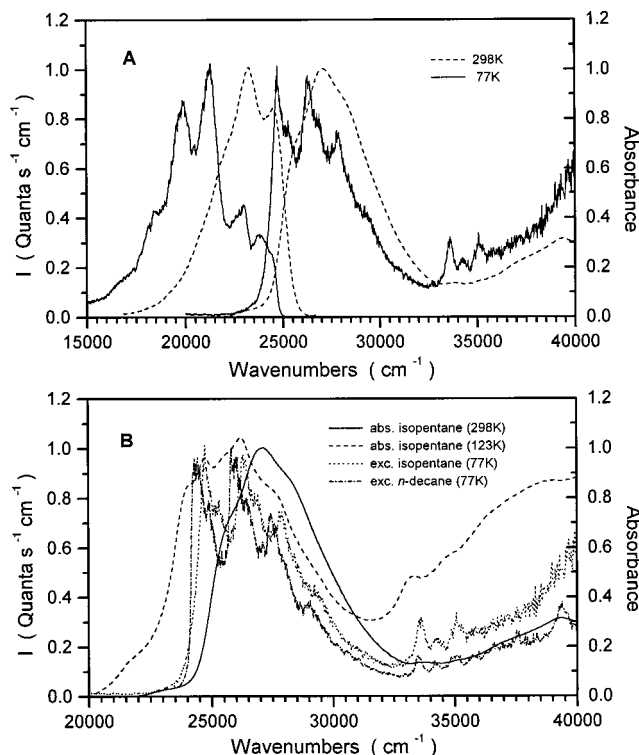 A
298K
77K
I ( Quanta s⁻¹ cm⁻¹ )
1.2
1.0
0.8
0.6
0.4
0.2
0.0
1.2
1.0
0.8
0.6
0.4
0.2
0.0
Absorbance
15000 20000 25000 30000 35000 40000
Wavenumbers ( cm⁻¹ )
B
abs. isopentane (298K)
abs. isopentane (123K)
exc. isopentane (77K)
exc. n-decane (77K)
I ( Quanta s⁻¹ cm⁻¹ )
1.2
1.0
0.8
0.6
0.4
0.2
0.0
1.2
1.0
0.8
0.6
0.4
0.2
0.0
Absorbance
20000 25000 30000 35000 40000
Wavenumbers ( cm⁻¹ )